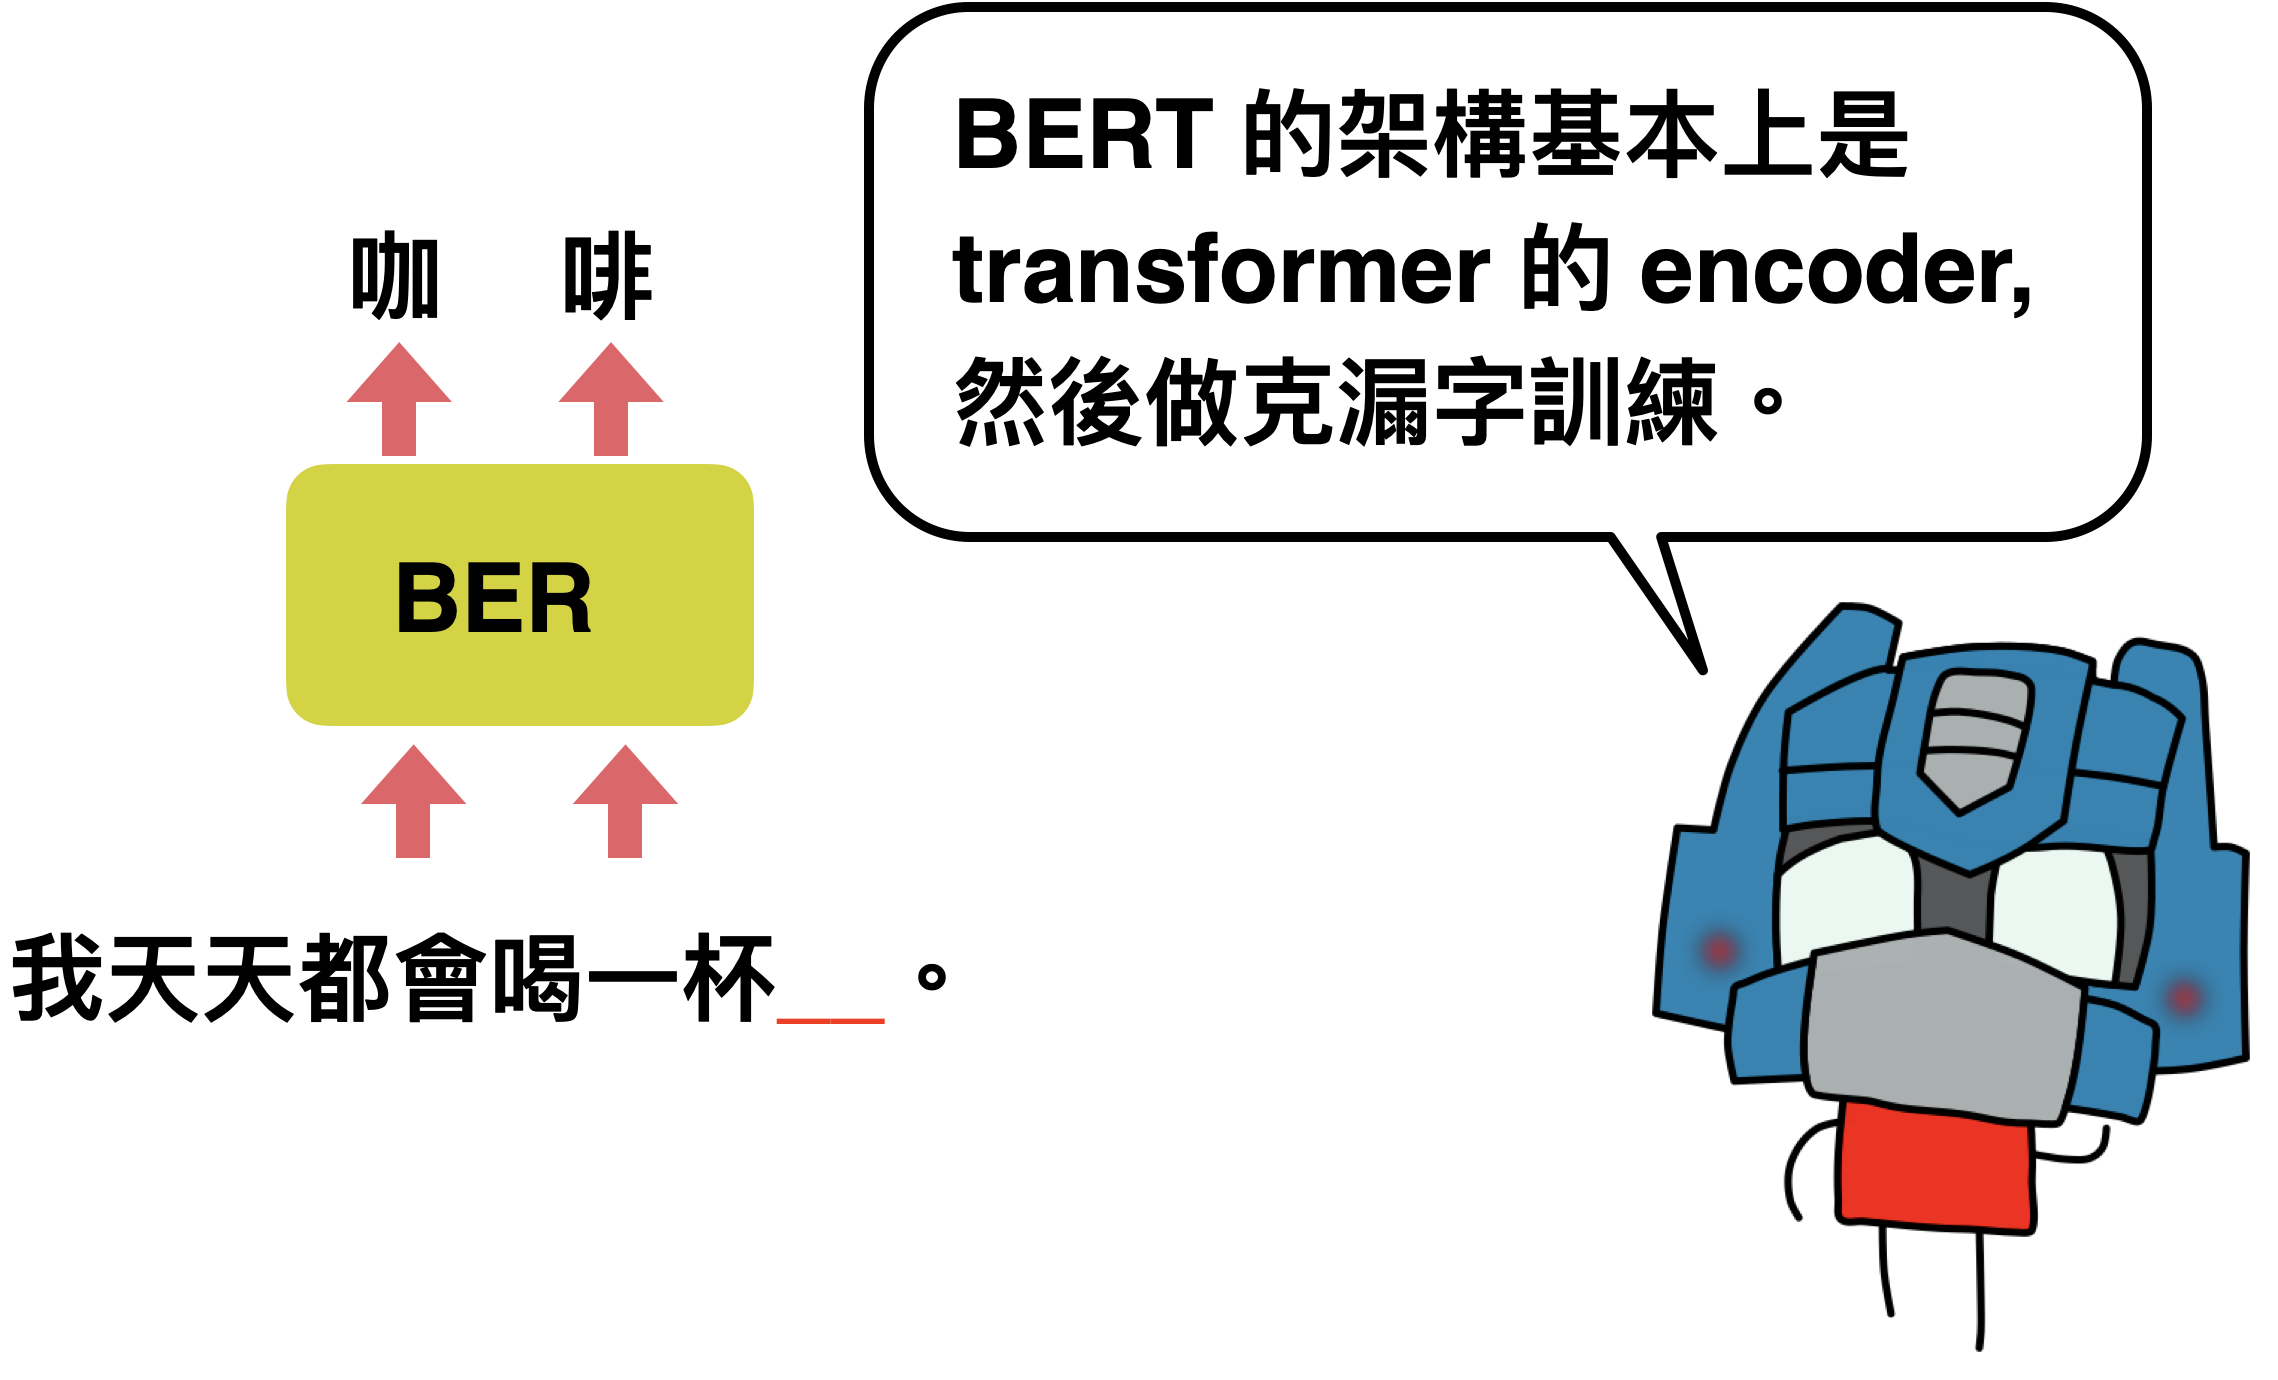 BERT 的架構基本上是
transformer 的 encoder,
然後做克漏字訓練。
咖 啡
BER
我天天都會喝一杯__。